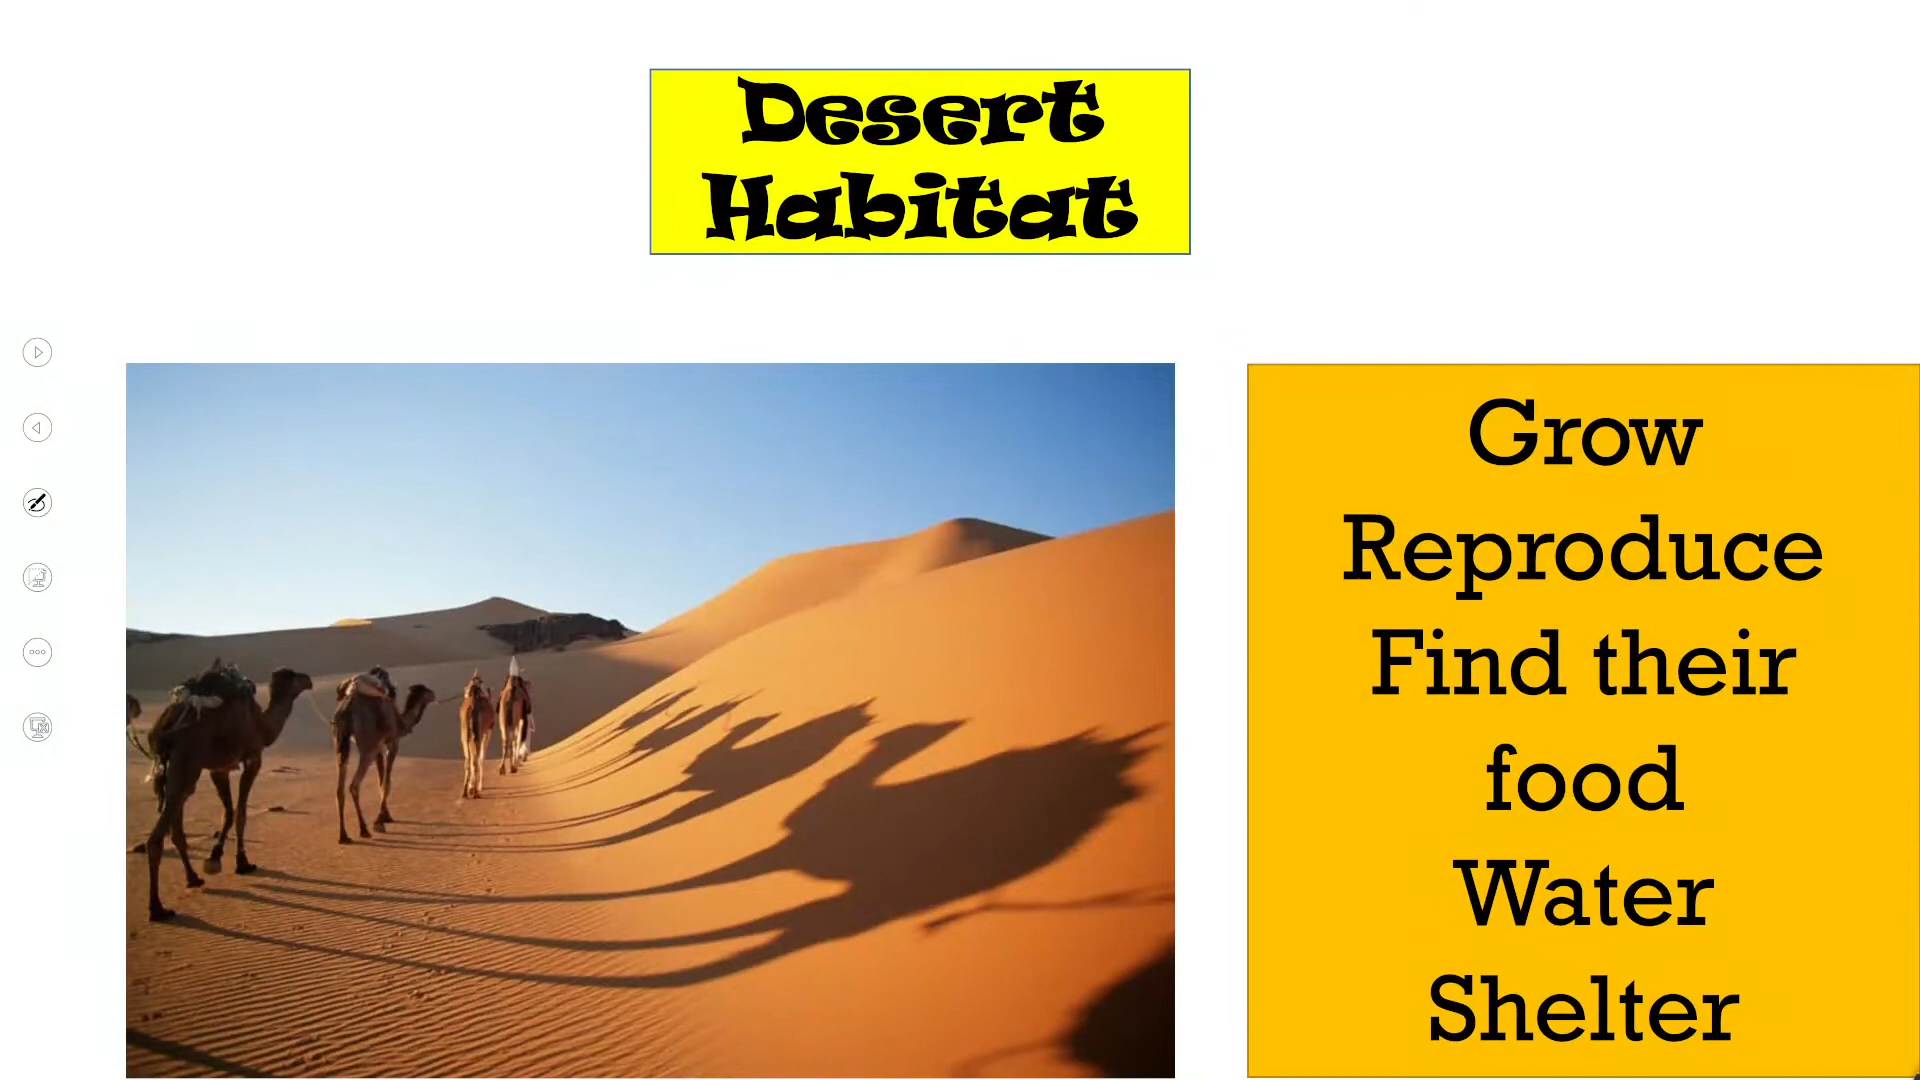 Desert
Habitat
Grow
Reproduce
Find their
food
Water
Shelter